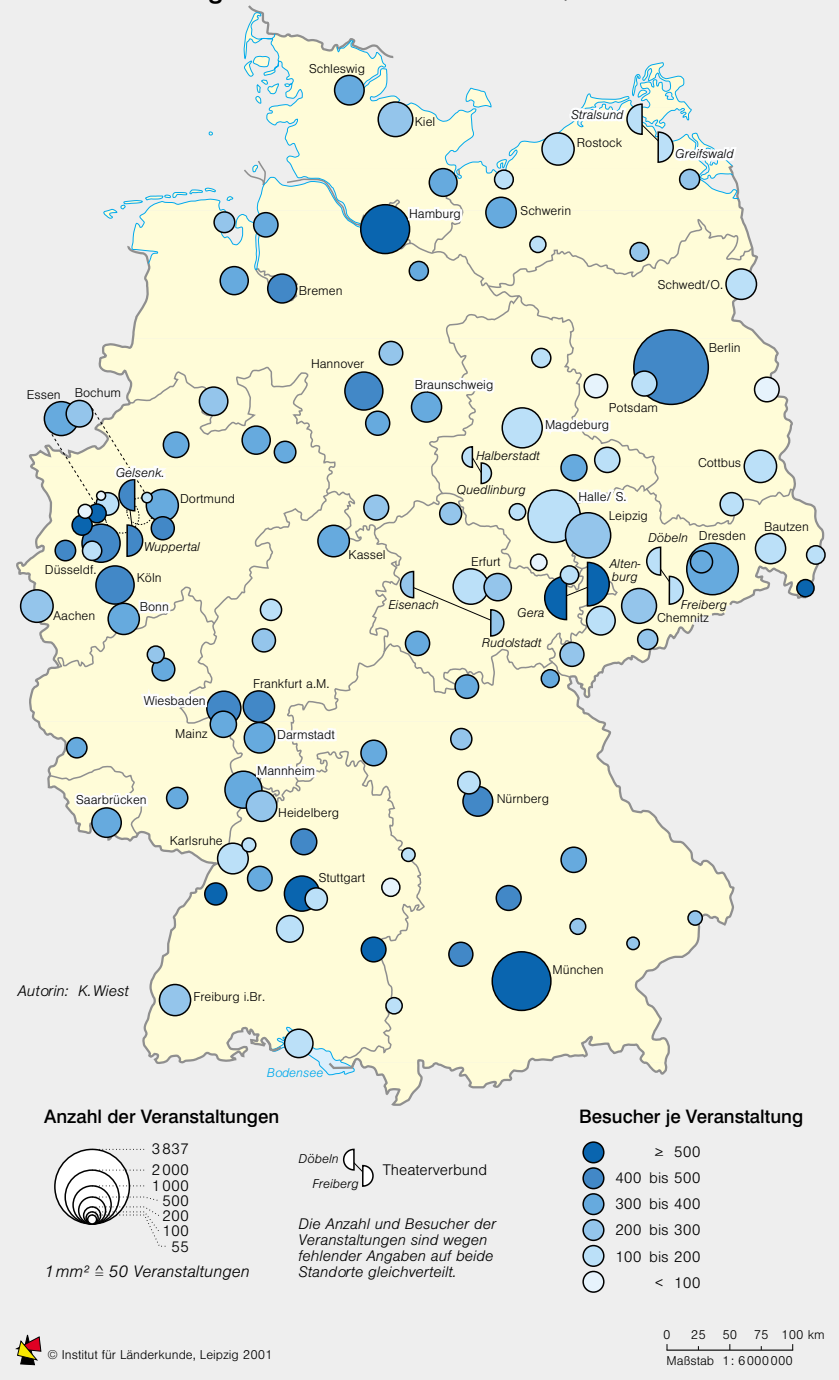 Schleswig
Kiel
Stralsund
Rostock
Greifswald
Hamburg
Schwerin
Bremen
Schwedt/O.
Berlin
Hannover
Braunschweig
Potsdam
Essen
Bochum
Magdeburg
Halberstadt
Quedlinburg
Cottbus
Gelsenk.
Dortmund
Halle/ S.
Leipzig
Wuppertal
Düsseldf.
Kassel
Erfurt
Döbeln
Dresden
Bautzen
Köln
Alten-
burg
Eisenach
Gera
Freiberg
Aachen
Bonn
Chemnitz
Rudolstadt
Frankfurt a.M.
Wiesbaden
Mainz
Darmstadt
Mannheim
Saarbrücken
Nürnberg
Heidelberg
Karlsruhe
Stuttgart
München
Autorin: K. Wiest
Freiburg i.Br.
Bodensee
Anzahl der Veranstaltungen
3837
2000
1000
500
200
100
55
1 mm² ≙ 50 Veranstaltungen
Döbeln
Freiberg
Theaterverbund
Die Anzahl und Besucher der
Veranstaltungen sind wegen
fehlender Angaben auf beide
Standorte gleichverteilt.
Besucher je Veranstaltung
≥ 500
400 bis 500
300 bis 400
200 bis 300
100 bis 200
< 100
© Institut für Länderkunde, Leipzig 2001
0 25 50 75 100 km
Maßstab 1 : 6000000